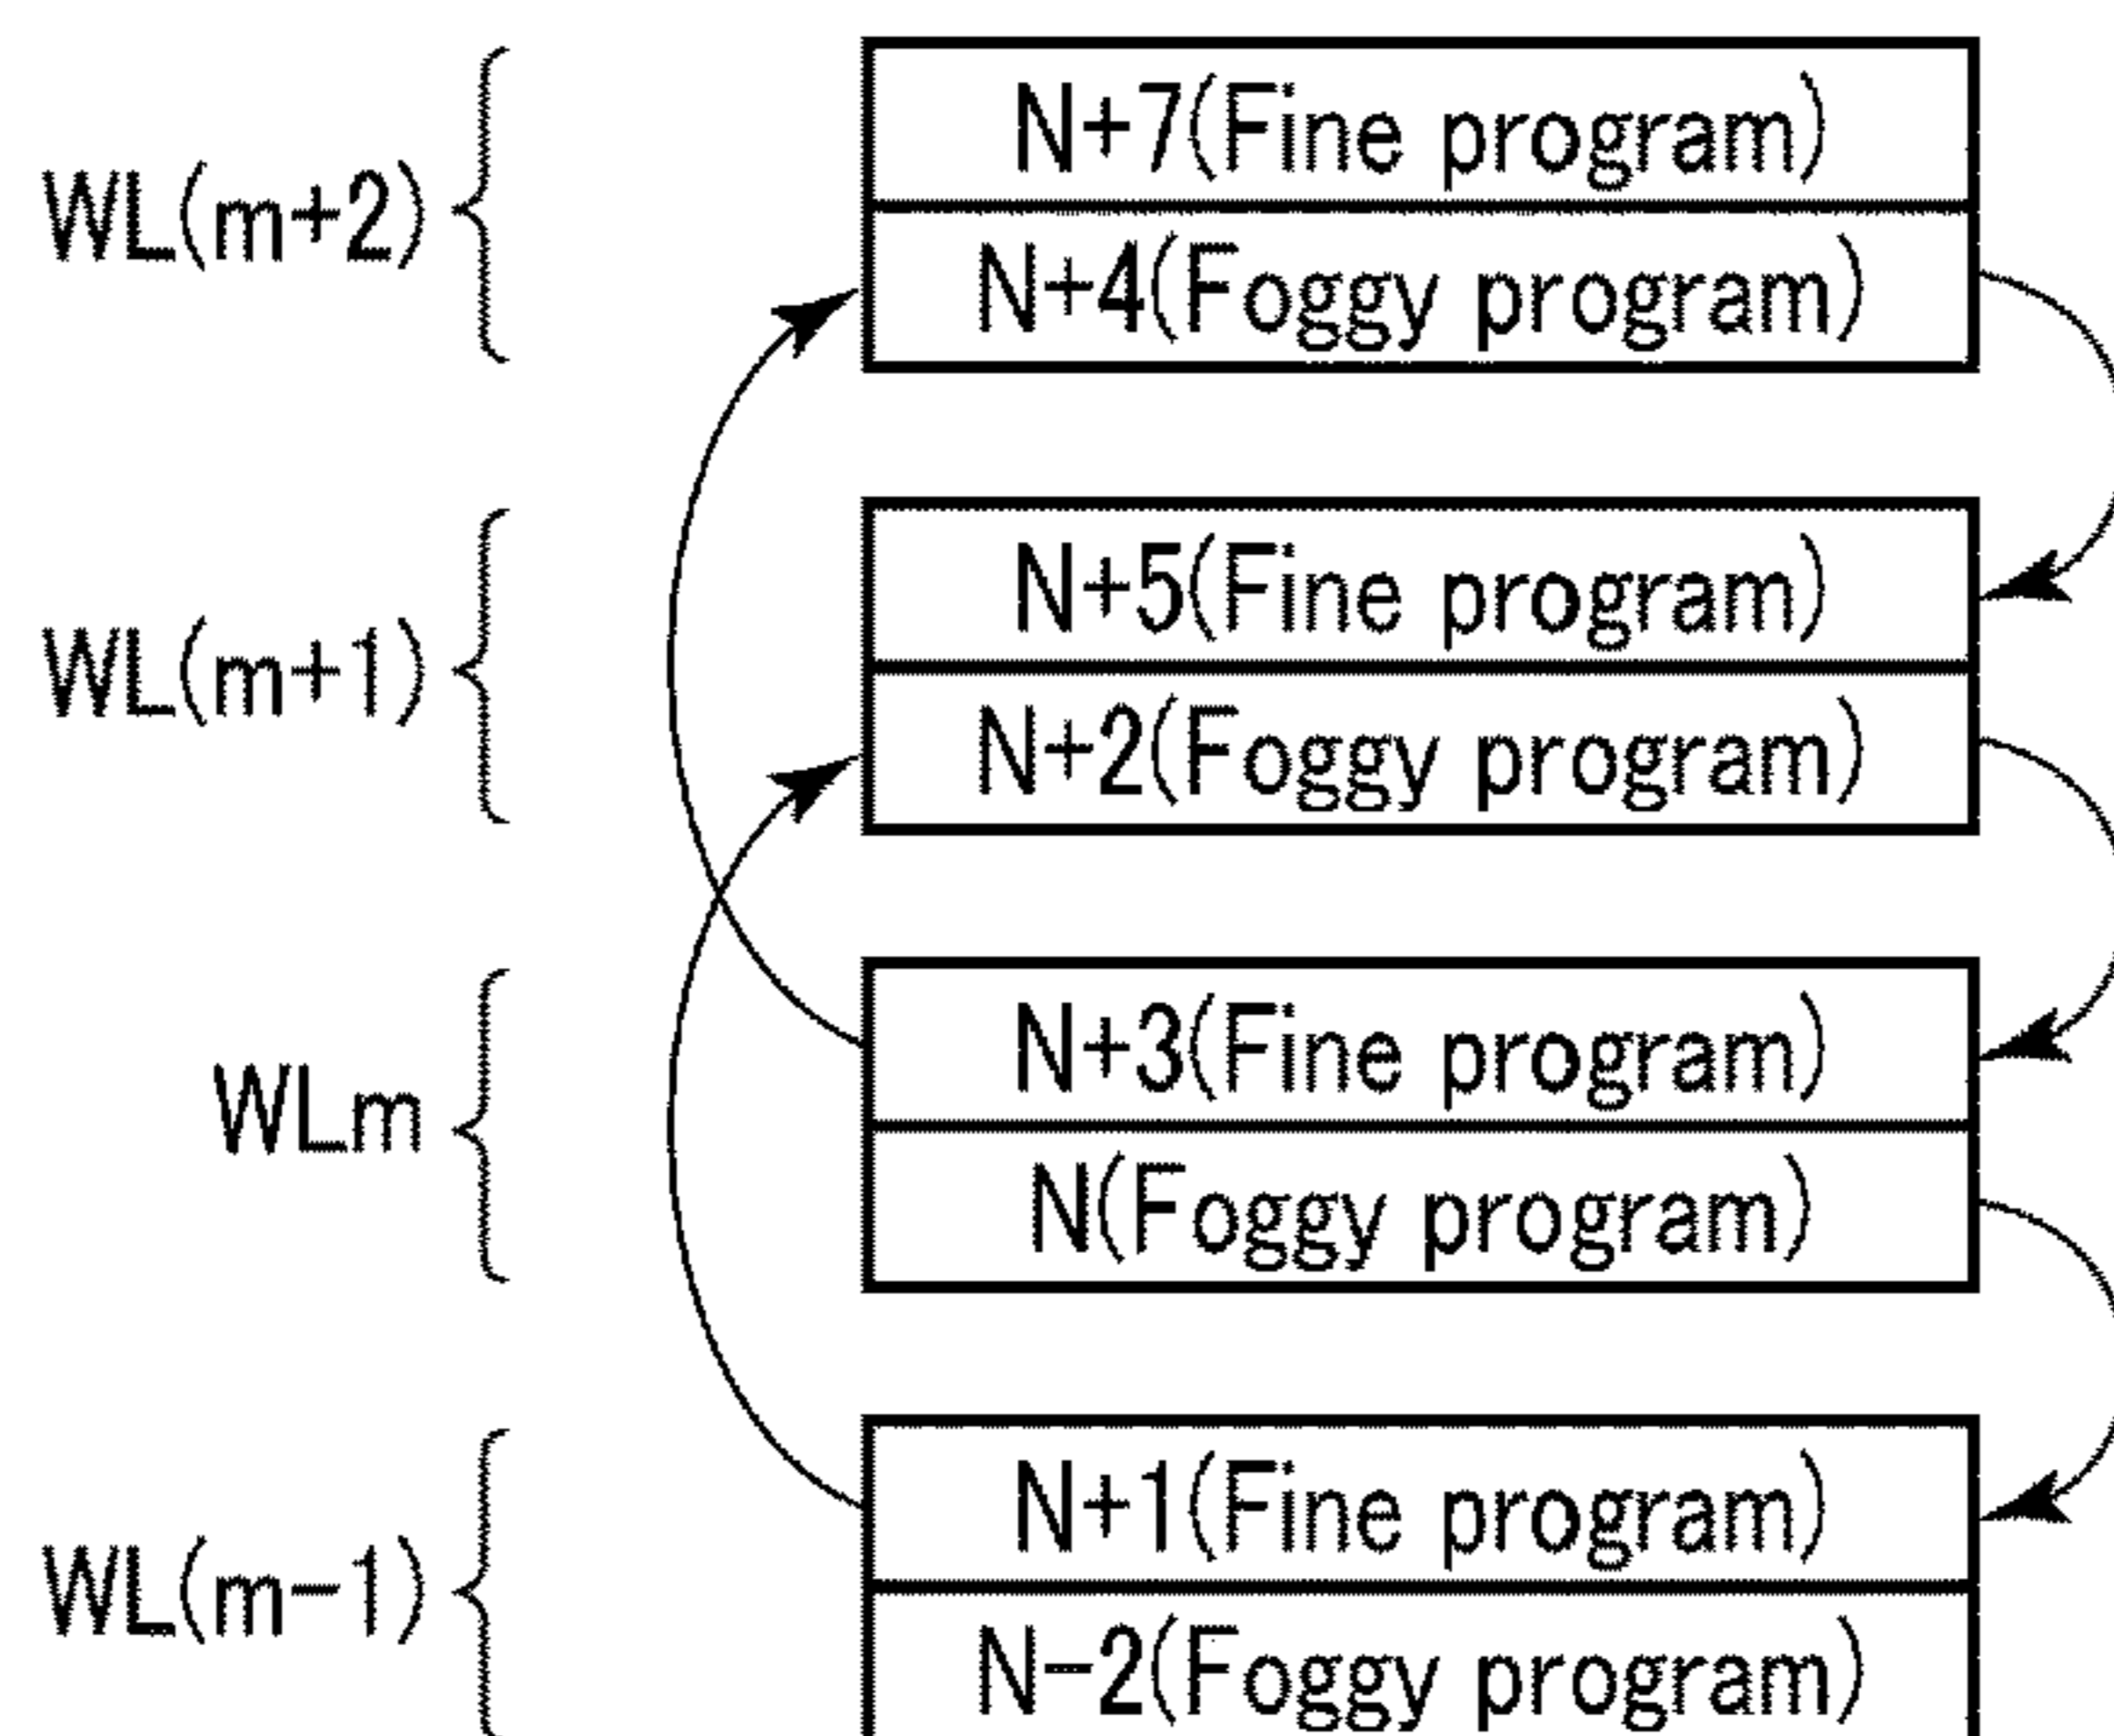 N+7(Fine program)
WL(m+2)
N+4(Foggy program)
N+5(Fine program)
WL(m+1)
N+2(Foggy program)
N+3(Fine program)
WLm
N(Foggy program)
N+1(Fine program)
WL(m-1)
N-2(Foggy program)